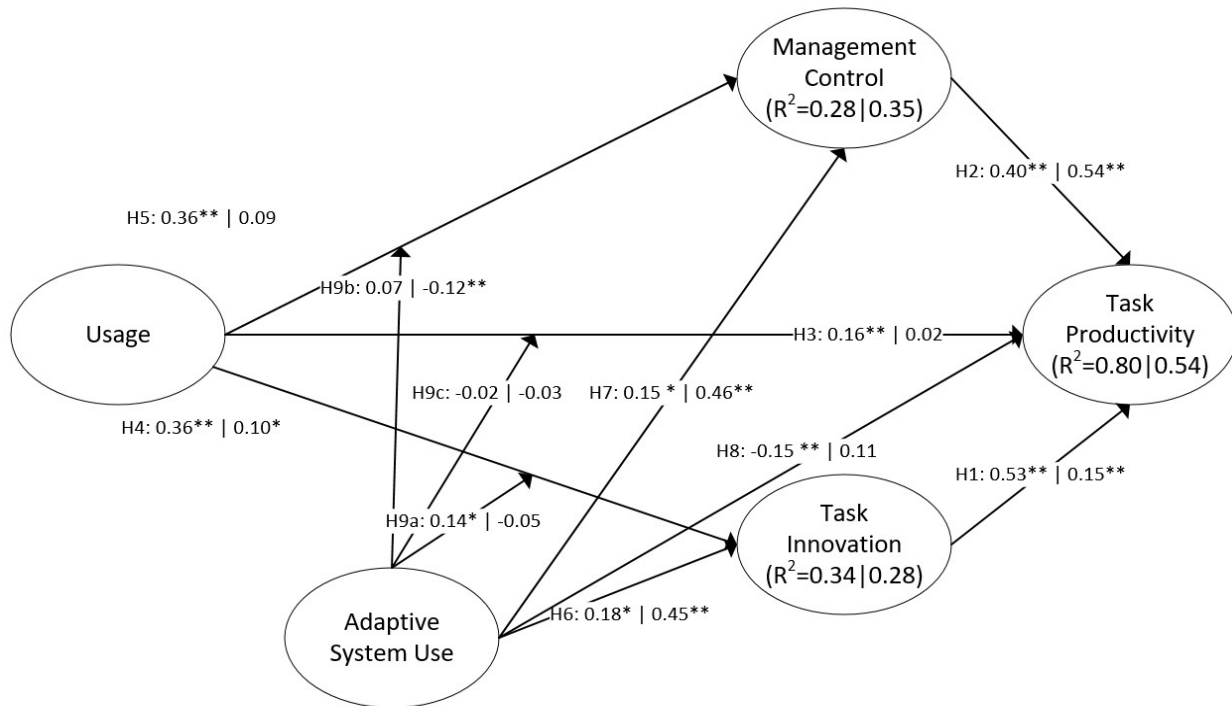 Management
Control
(R²=0.28|0.35)
H2: 0.40** | 0.54**
H5: 0.36** | 0.09
H9b: 0.07 | -0.12**
Usage
H3: 0.16** | 0.02
Task
Productivity
(R²=0.80|0.54)
H9c: -0.02 | -0.03
H7: 0.15 * | 0.46**
H4: 0.36** | 0.10*
H8: -0.15 ** | 0.11
H1: 0.53** | 0.15**
H9a: 0.14* | -0.05
Task
Innovation
(R²=0.34|0.28)
H6: 0.18* | 0.45**
Adaptive
System Use